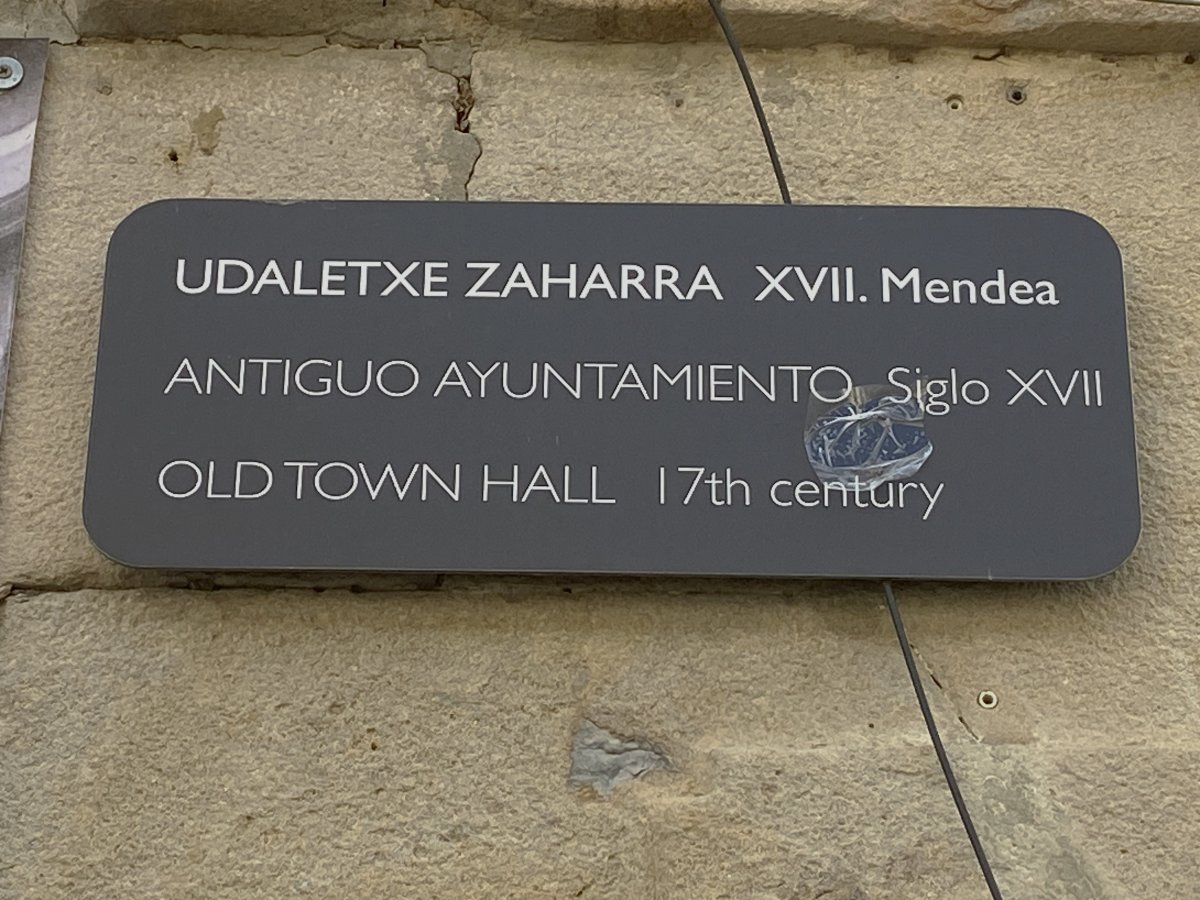 UDALETXE ZAHARRA XVII. Mendea
ANTIGUO AYUNTAMIENTO Siglo XVII
OLD TOWN HALL 17th century